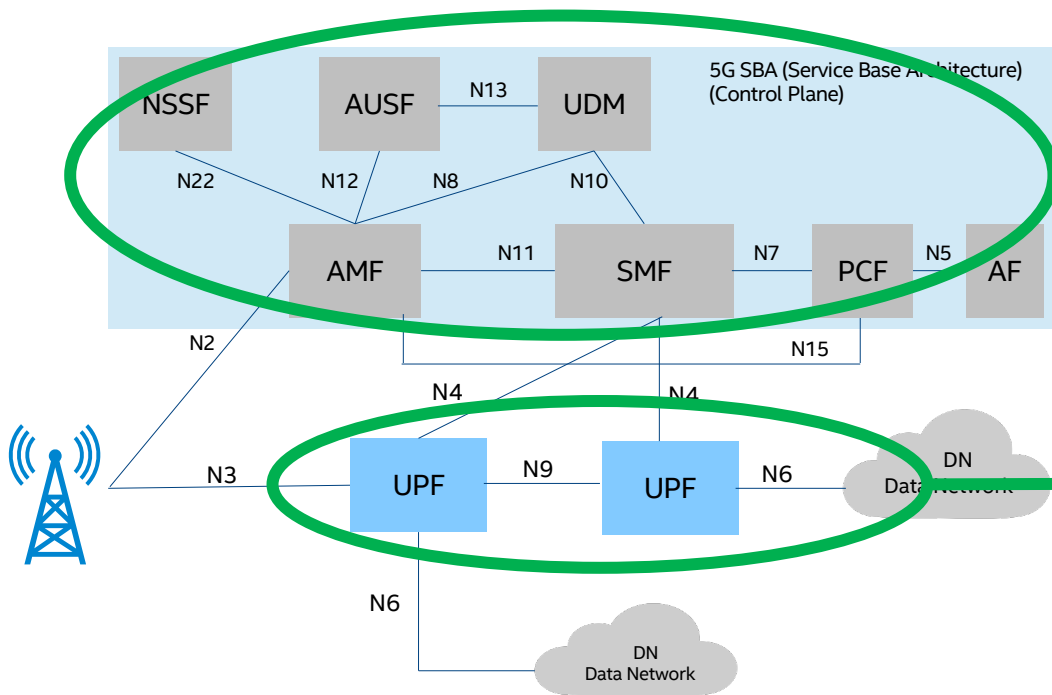 5G SBA (Service Base Architecture)
(Control Plane)
NSSF
AUSF
N13
UDM
N22
N12
N8
N10
AMF
N11
SMF
N7
PCF
N5
AF
N2
N15
N4
N4
N3
UPF
N9
UPF
N6
DN
Data Network
N6
DN
Data Network